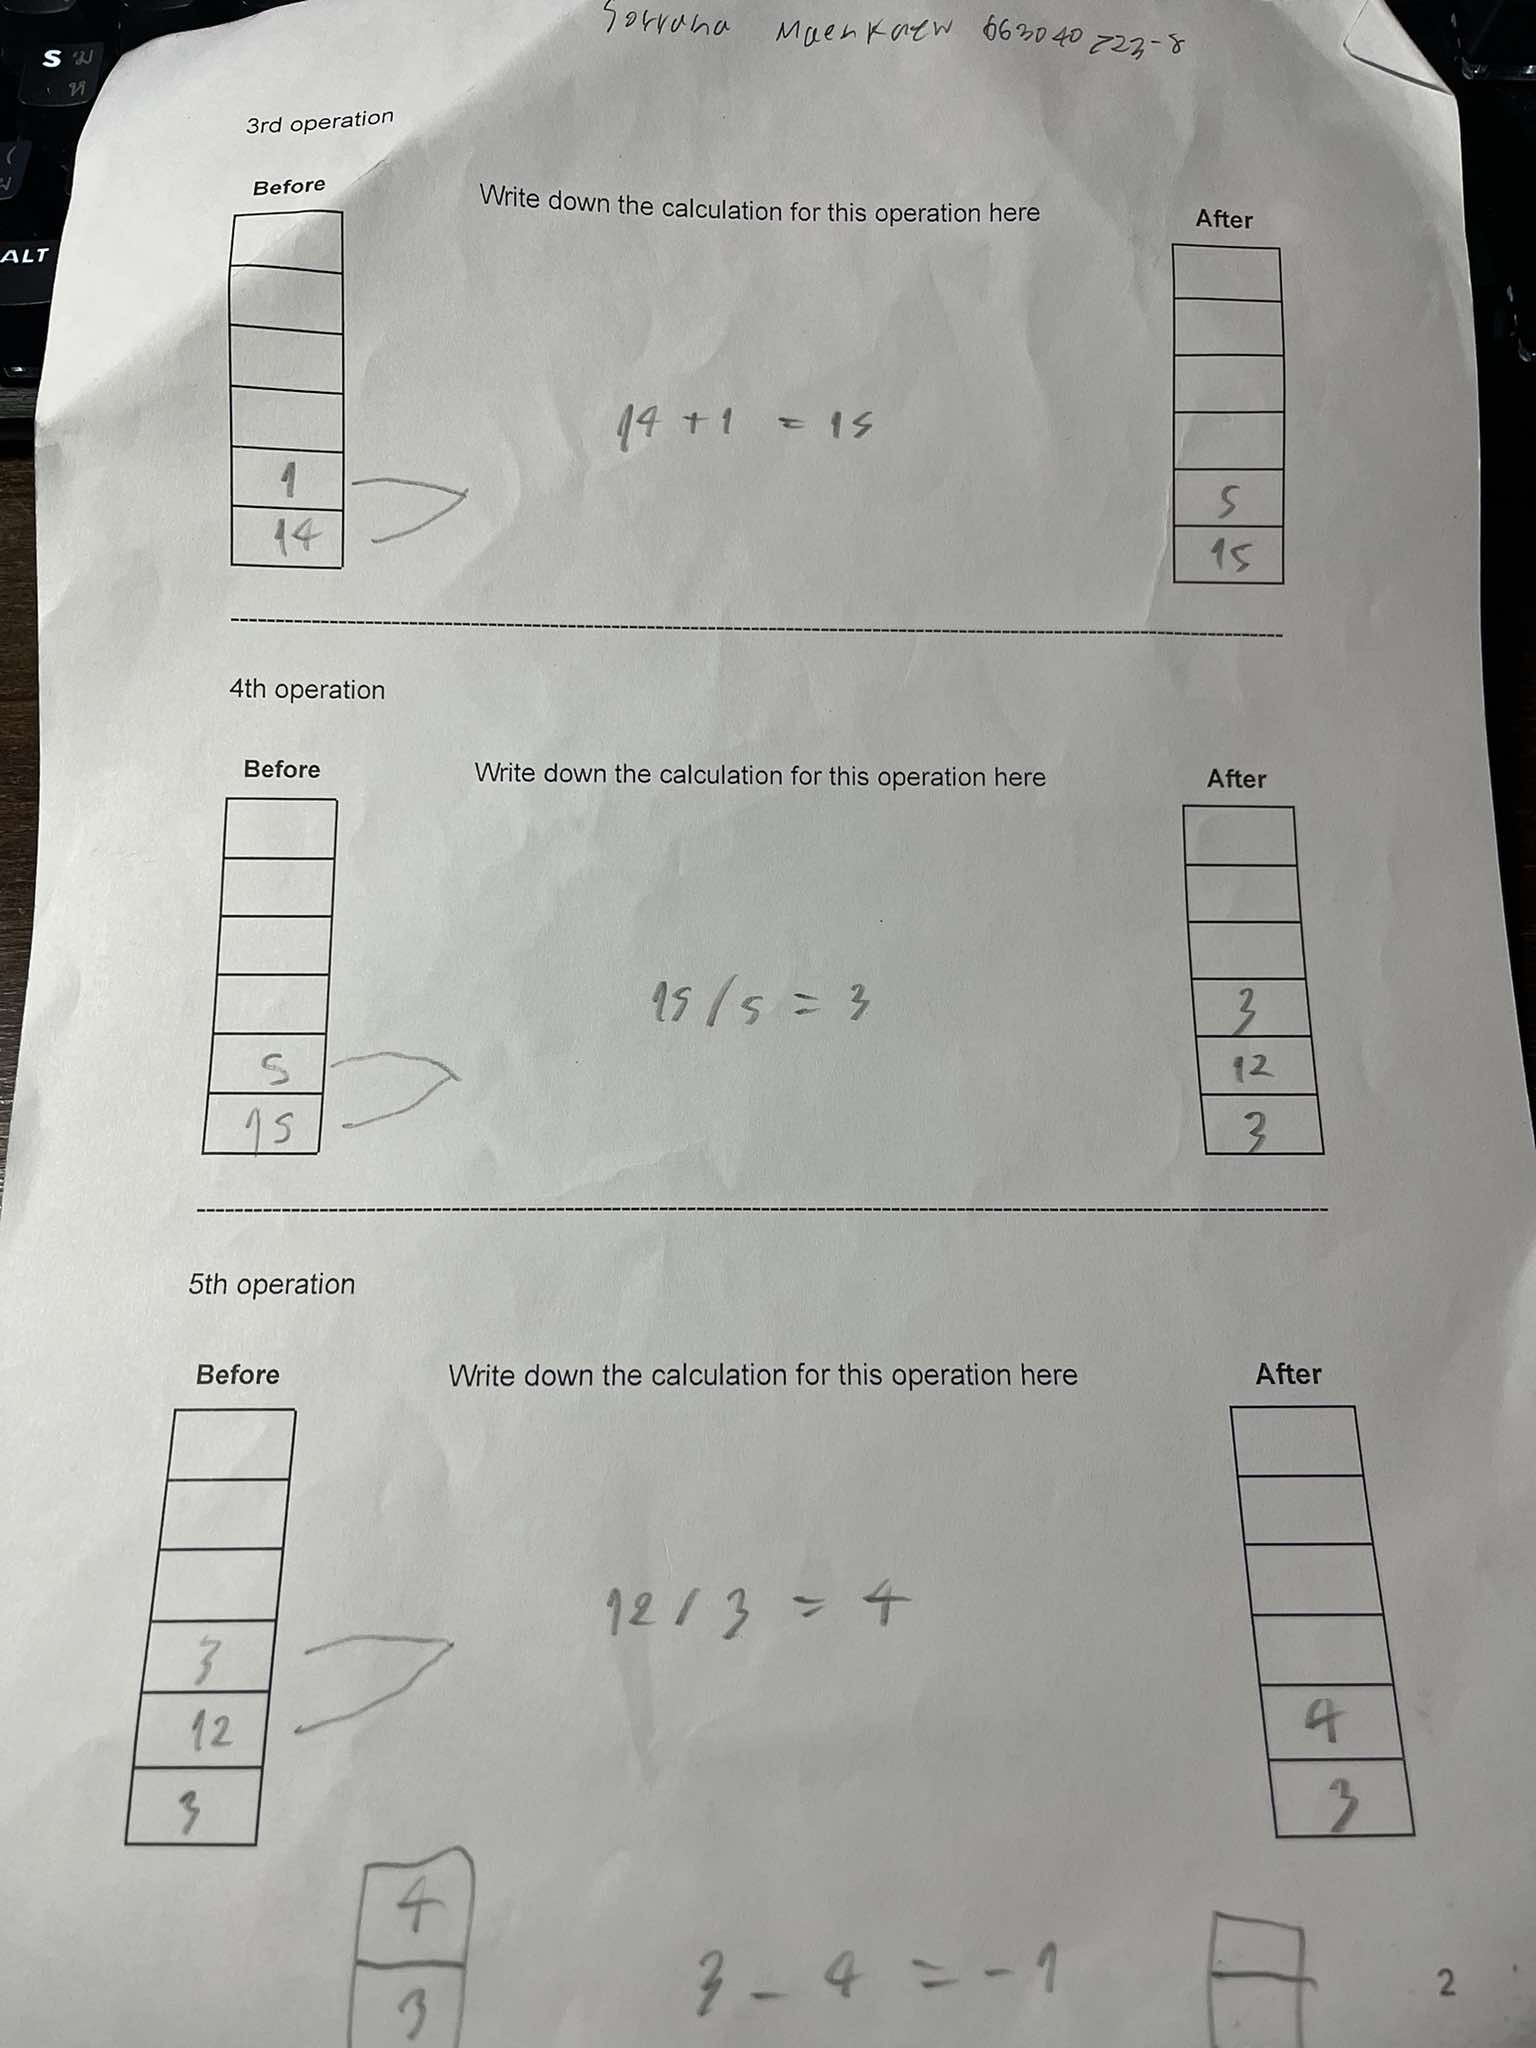 Sorrana Maenkaew 663040223-8
S ม
ห
ALT
3rd operation
Before
Write down the calculation for this operation here
After
14 + 1 = 15
1
14
5
15
4th operation
Before
Write down the calculation for this operation here
After
15 / 5 = 3
5
15
3
12
3
5th operation
Before
Write down the calculation for this operation here
After
12 / 3 = 4
3
12
3
4
3
4
3
3 - 4 = -1
2